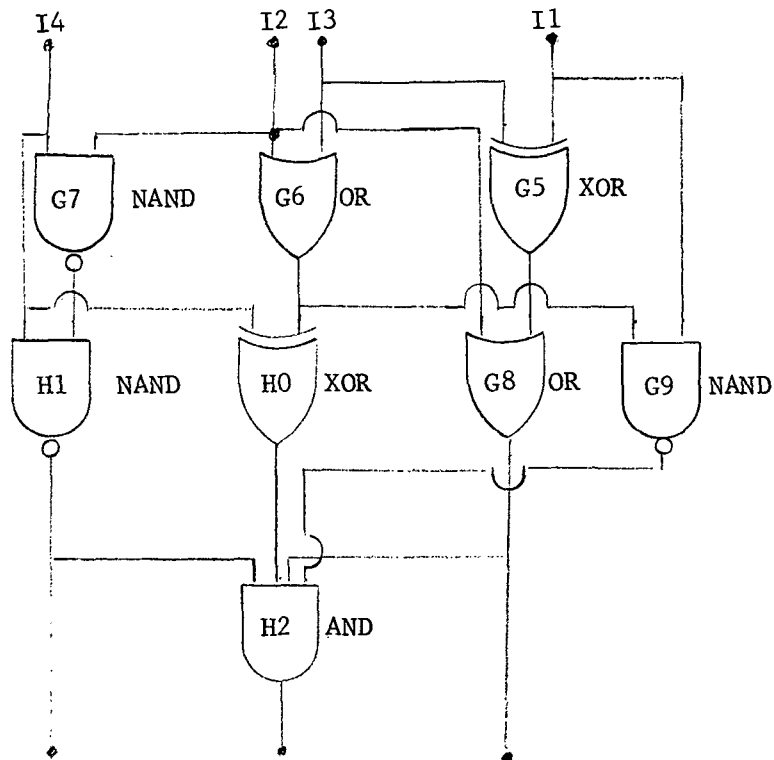 I4 I2 I3 I1
G7 NAND G6 OR G5 XOR
H1 NAND H0 XOR G8 OR G9 NAND
H2 AND